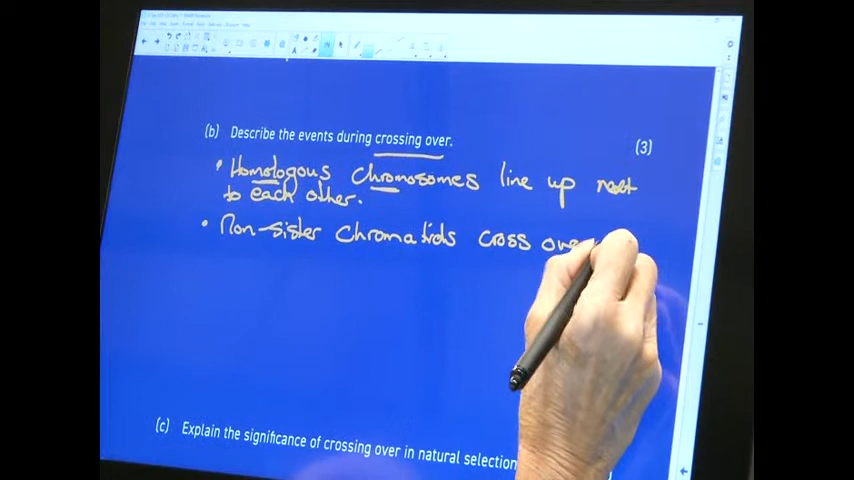 (b) Describe the events during crossing over.
(3)
• Homologous chromosomes line up next
to each other.
• Non-sister chromatids cross over
(c) Explain the significance of crossing over in natural selection